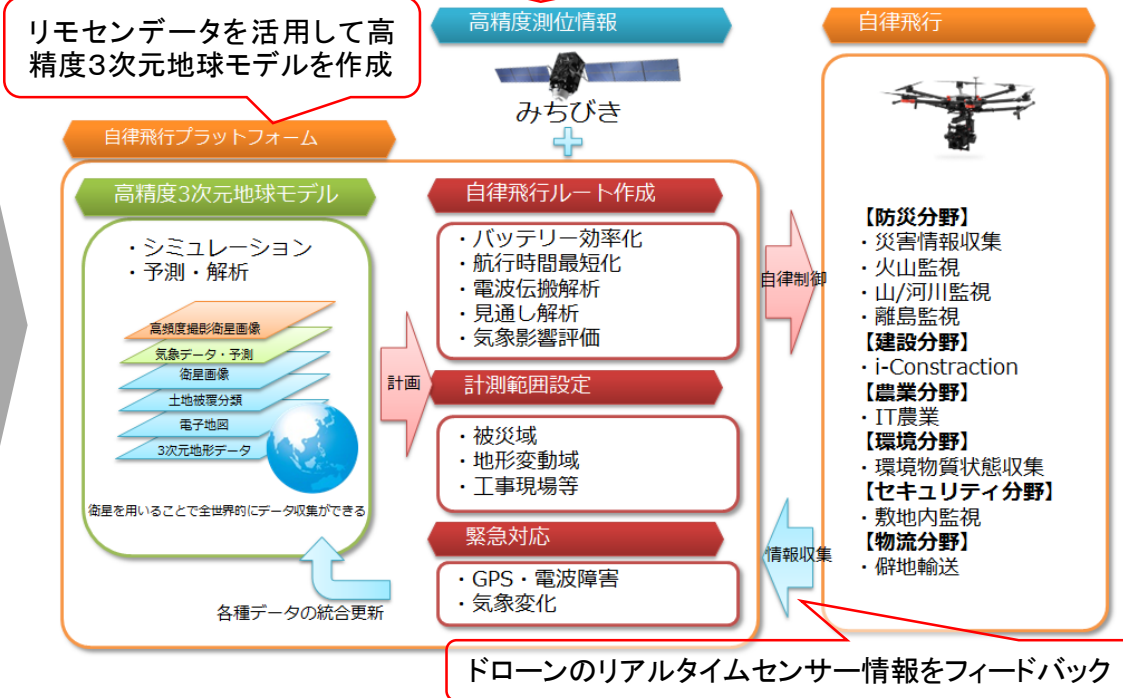 リモセンデータを活用して高
精度3次元地球モデルを作成
高精度測位情報
みちびき
自律飛行
自律飛行プラットフォーム
高精度3次元地球モデル
・シミュレーション
・予測・解析
高頻度撮影衛星画像
気象データ・予測
衛星画像
土地被覆分類
電子地図
3次元地形データ
衛星を用いることで全世界的にデータ収集ができる
各種データの統合更新
計画
自律飛行ルート作成
・バッテリー効率化
・航行時間最短化
・電波伝搬解析
・見通し解析
・気象影響評価
計測範囲設定
・被災域
・地形変動域
・工事現場等
緊急対応
・GPS・電波障害
・気象変化
自律制御
情報収集
【防災分野】
・災害情報収集
・火山監視
・山/河川監視
・離島監視
【建設分野】
・i-Constraction
【農業分野】
・IT農業
【環境分野】
・環境物質状態収集
【セキュリティ分野】
・敷地内監視
【物流分野】
・僻地輸送
ドローンのリアルタイムセンサー情報をフィードバック